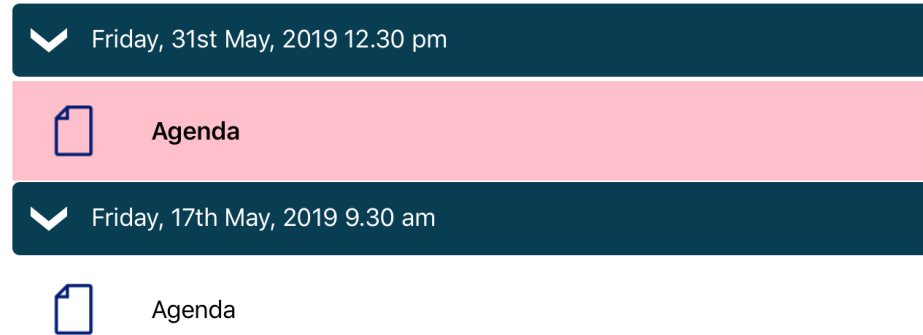 Friday, 31st May, 2019 12.30 pm
Agenda
Friday, 17th May, 2019 9.30 am
Agenda